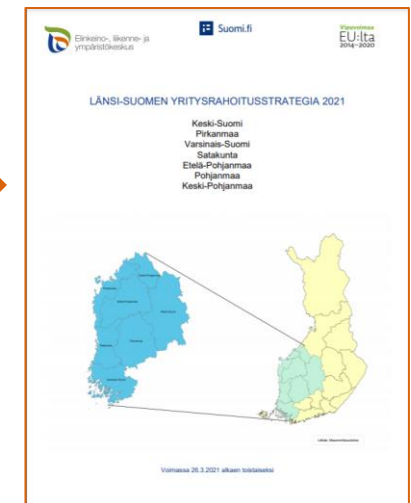 Elinkeino-, liikenne- ja
ympäristökeskus
Suomi.fi
Vipuvoimaa
EU:lta
2014–2020
LÄNSI-SUOMEN YRITYSRAHOITUSSTRATEGIA 2021
Keski-Suomi
Pirkanmaa
Varsinais-Suomi
Satakunta
Etelä-Pohjanmaa
Pohjanmaa
Keski-Pohjanmaa
Voimassa 26.3.2021 alkaen toistaiseksi